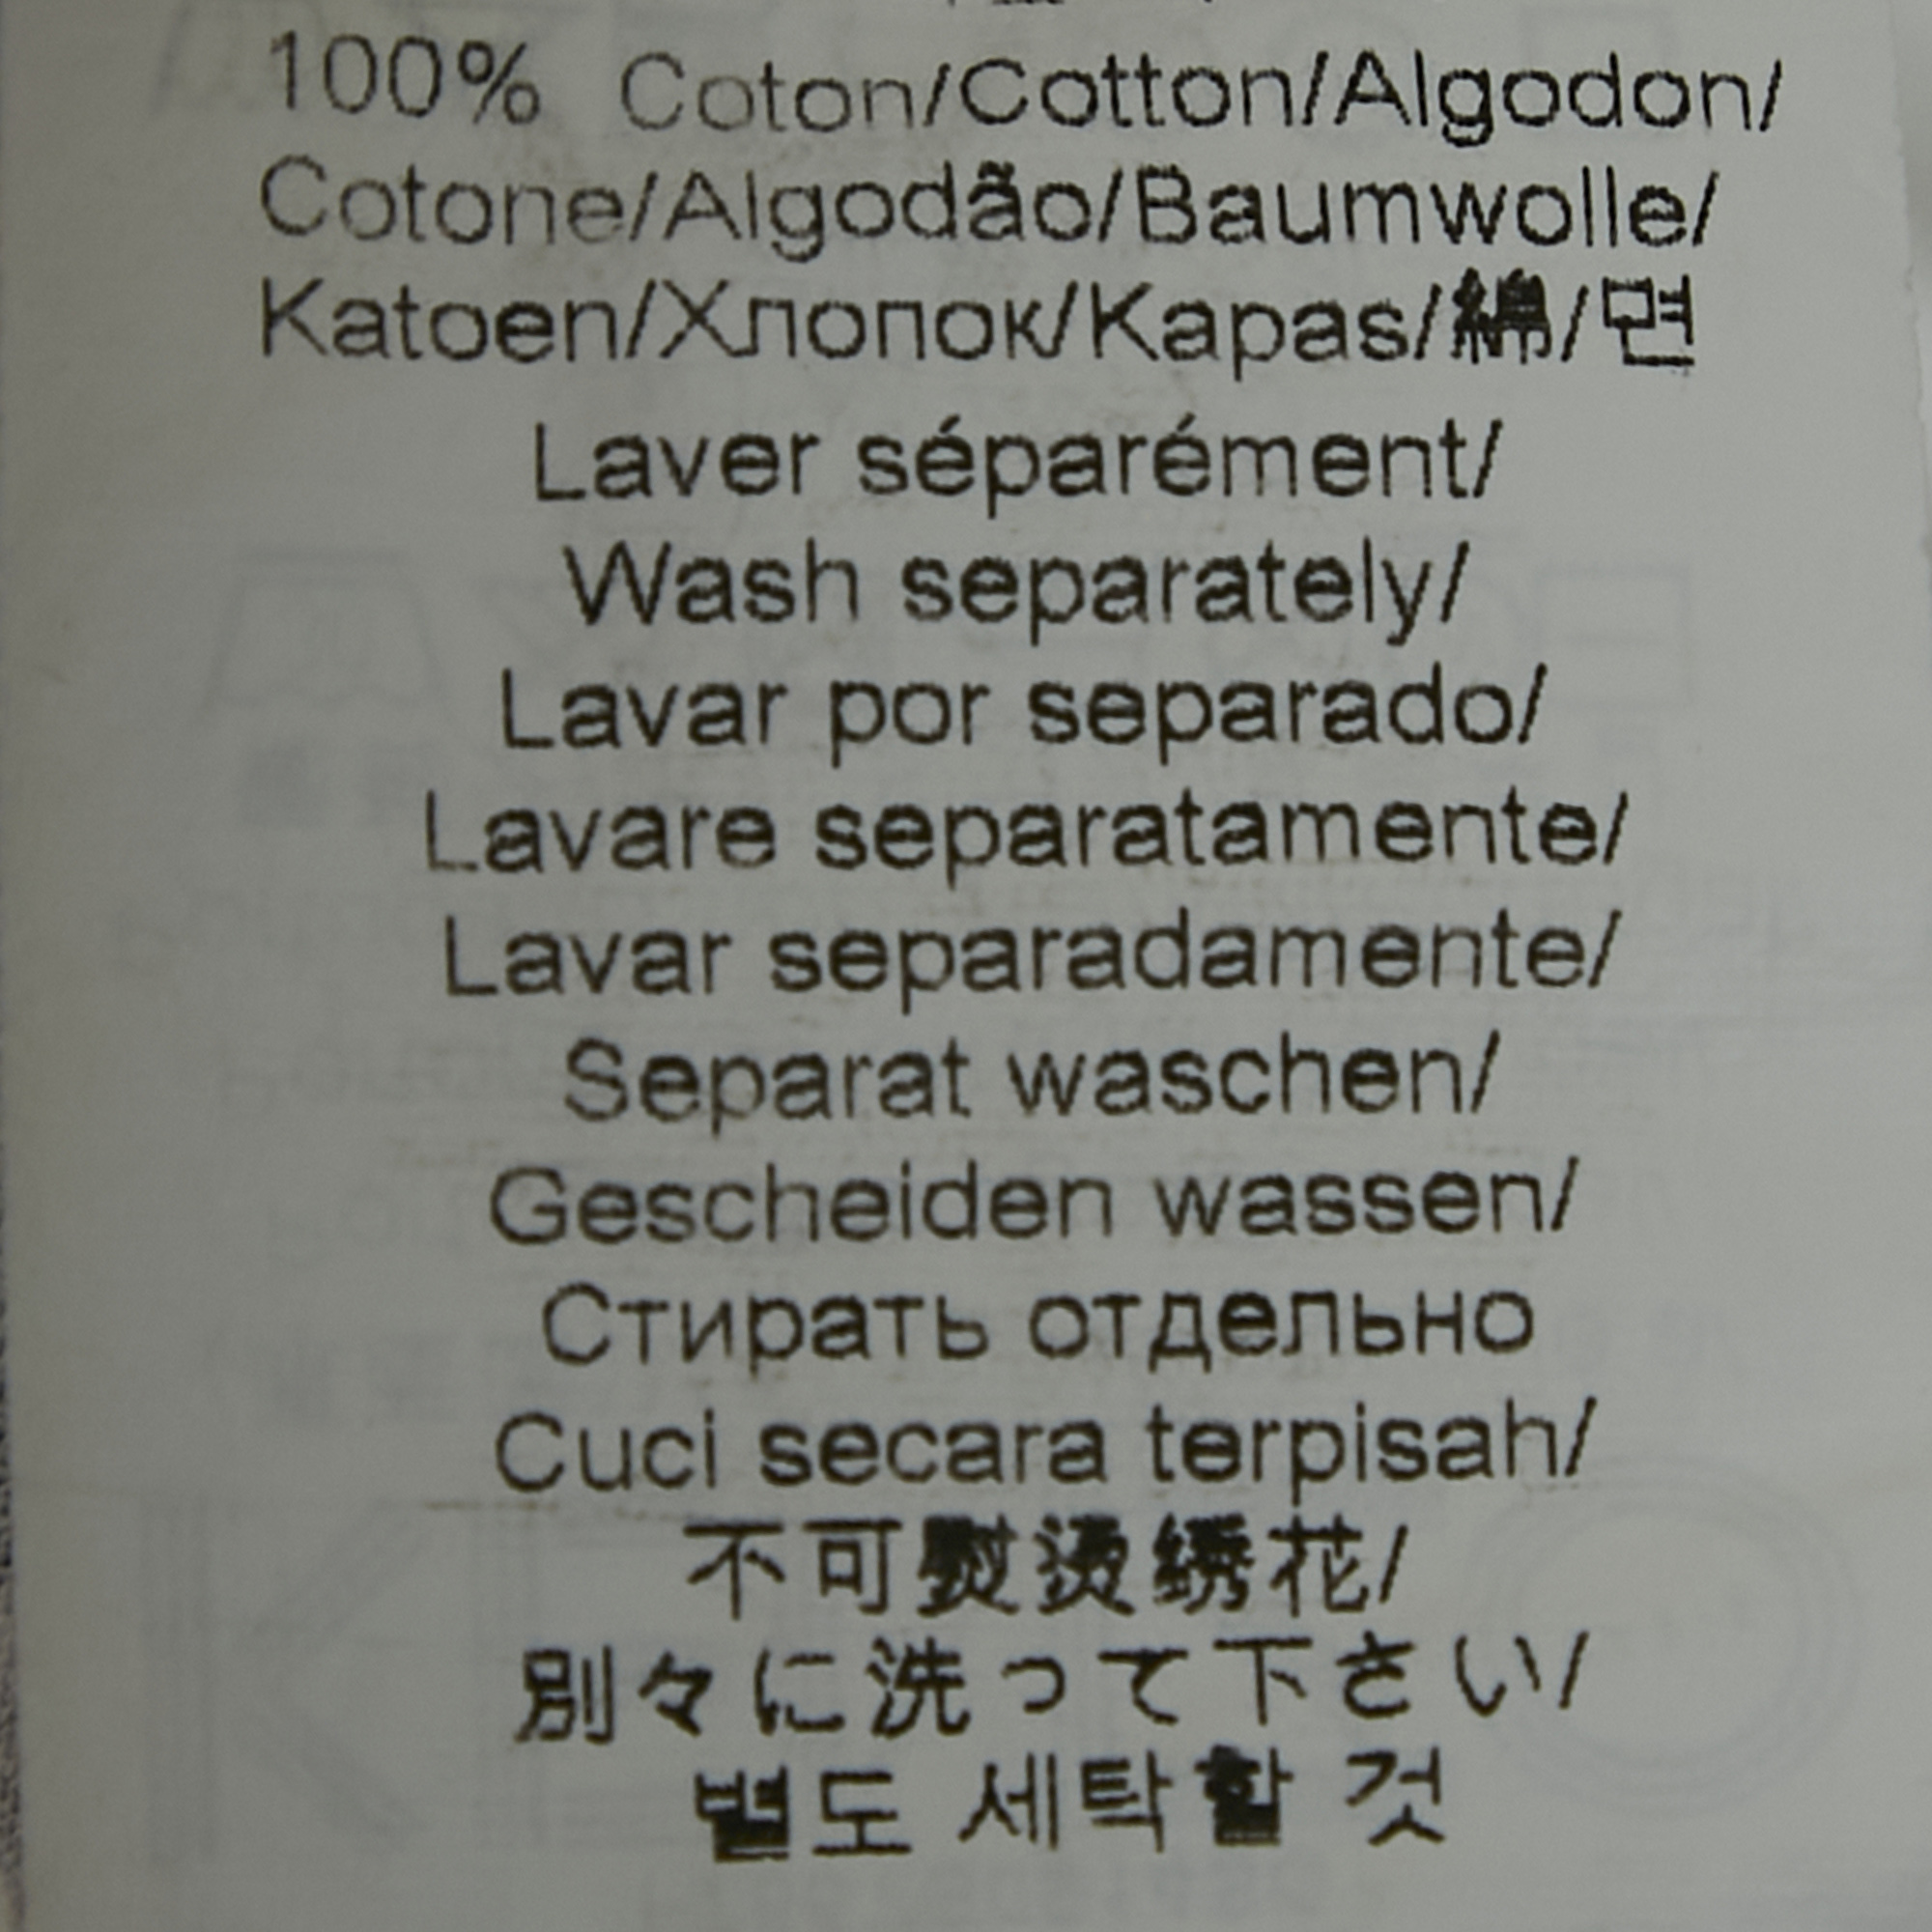 100% Coton/Cotton/Algodon/
Cotone/Algodão/Baumwolle/
Katoen/Хлопок/Kapas/綿/면
Laver séparément/
Wash separately/
Lavar por separado/
Lavare separatamente/
Lavar separadamente/
Separat waschen/
Gescheiden wassen/
Стирать отдельно
Cuci secara terpisah/
不可熨烫绣花/
別々に洗って下さい/
별도 세탁할 것